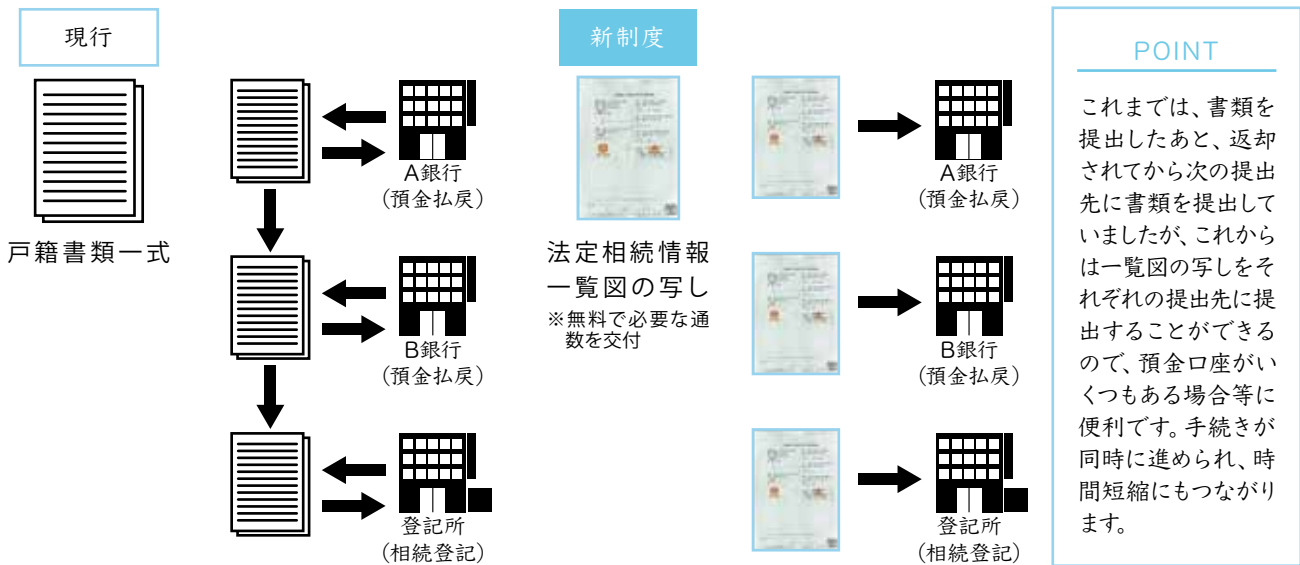 現行
戸籍書類一式
A銀行
(預金払戻)
B銀行
(預金払戻)
登記所
(相続登記)
新制度
法定相続情報
一覧図の写し
※無料で必要な通
数を交付
A銀行
(預金払戻)
B銀行
(預金払戻)
登記所
(相続登記)
POINT
これまでは、書類を
提出したあと、返却
されてから次の提出
先に書類を提出して
いましたが、これから
は一覧図の写しをそ
れぞれの提出先に提
出することができる
ので、預金口座がい
くつもある場合等に
便利です。手続きが
同時に進められ、時
間短縮にもつながり
ます。